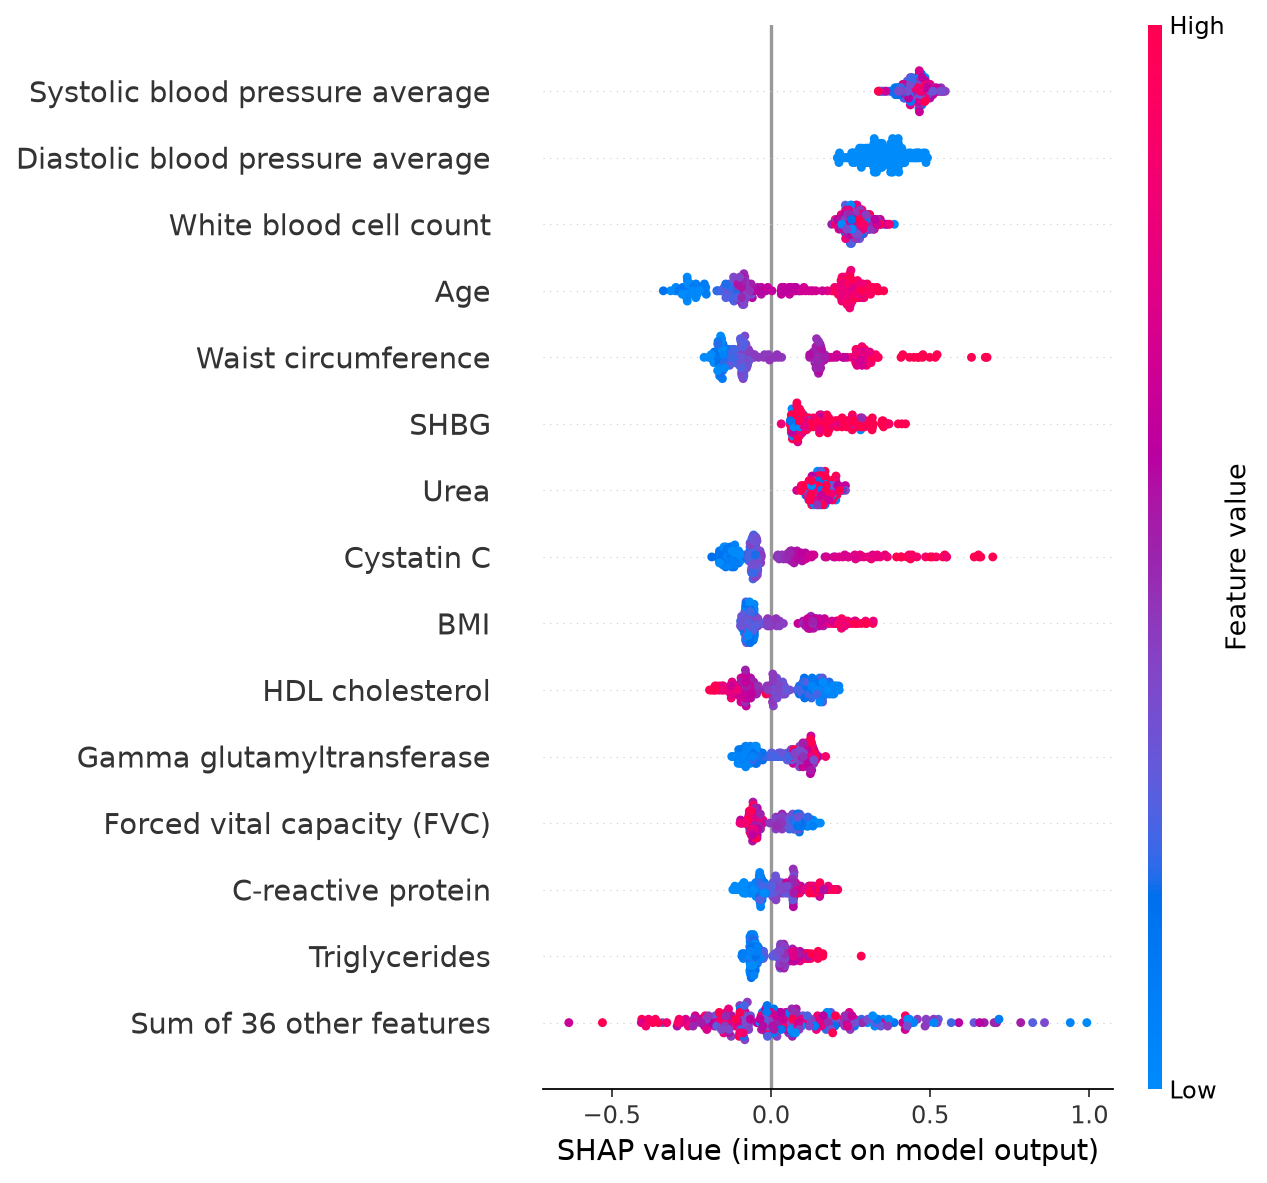 High
Systolic blood pressure average
Diastolic blood pressure average
White blood cell count
Age
Waist circumference
SHBG
Urea
Cystatin C
BMI
HDL cholesterol
Gamma glutamyltransferase
Forced vital capacity (FVC)
C-reactive protein
Triglycerides
Sum of 36 other features
Feature value
Low
−0.5 0.0 0.5 1.0
SHAP value (impact on model output)